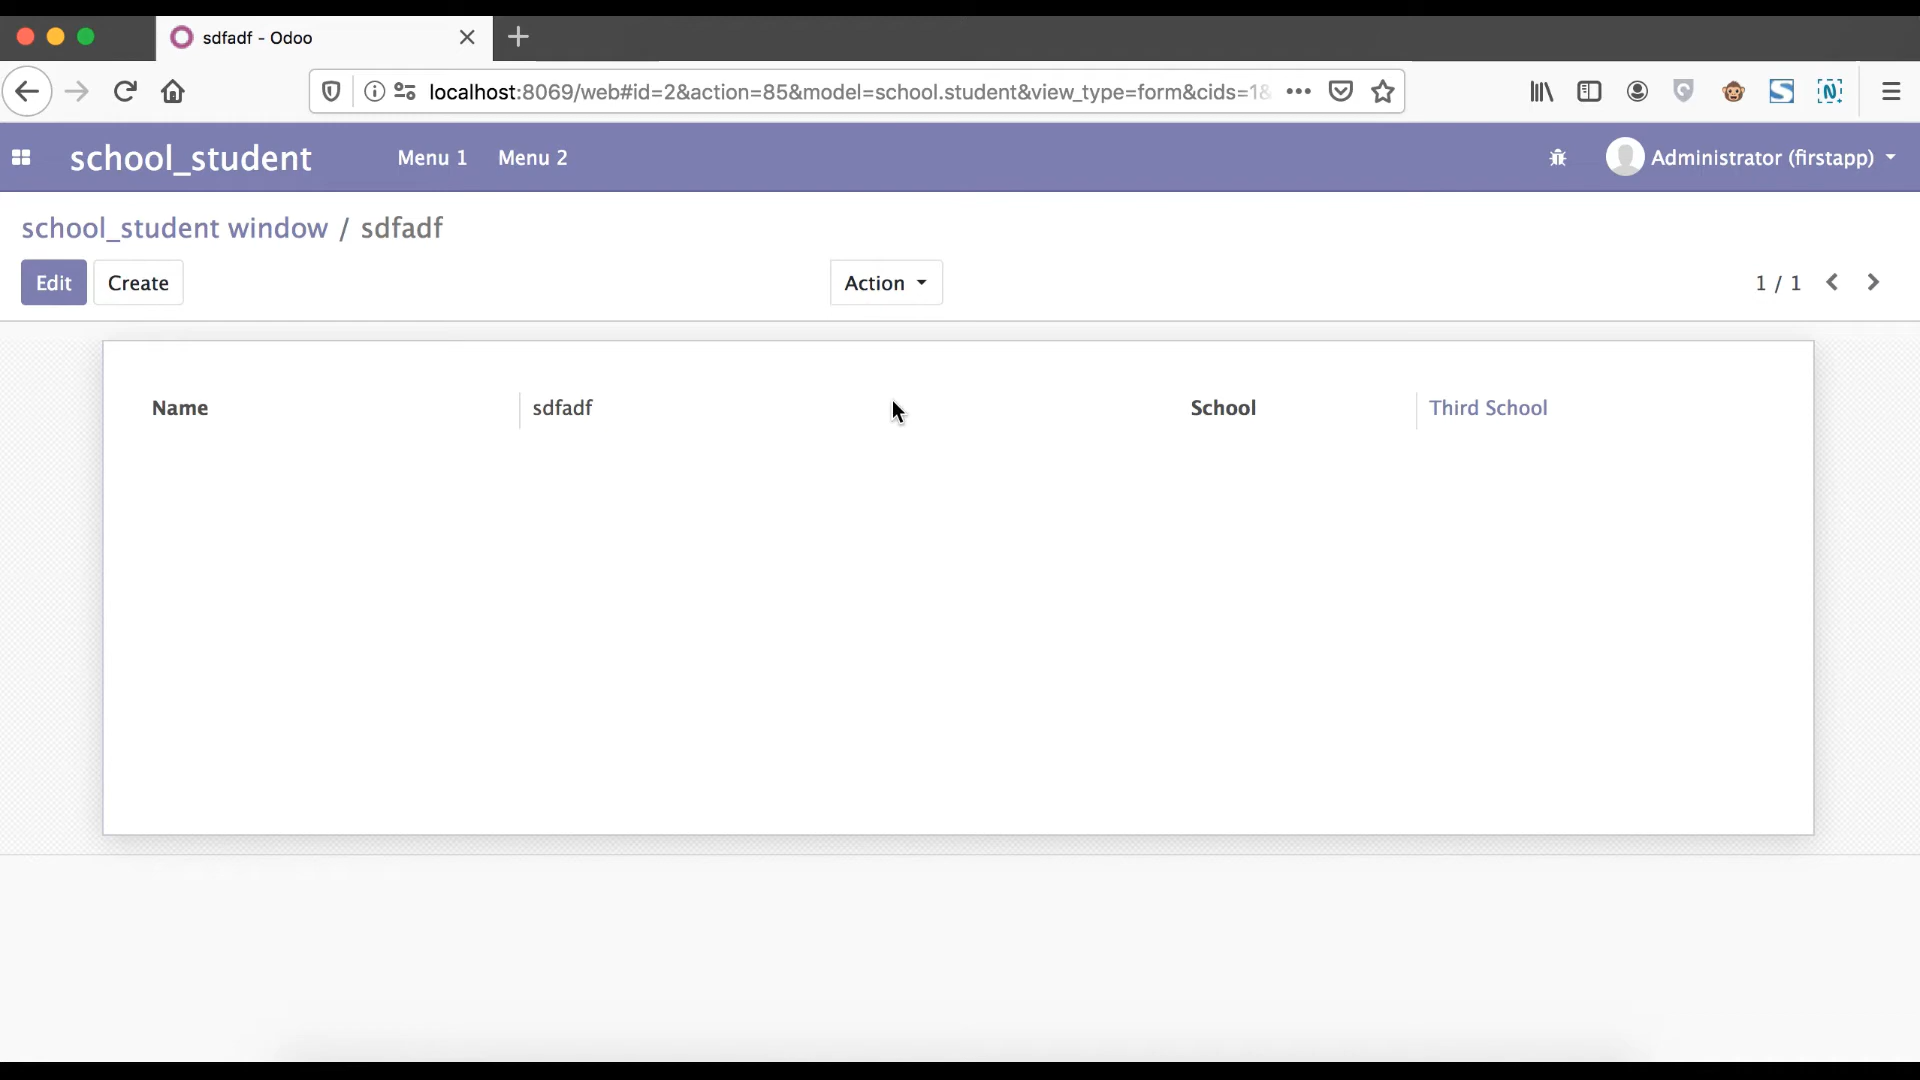 sdfadf - Odoo
localhost:8069/web#id=2&action=85&model=school.student&view_type=form&cids=1&
school_student
Menu 1
Menu 2
Administrator (firstapp)
school_student window / sdfadf
Edit
Create
Action
1 / 1
Name
sdfadf
School
Third School